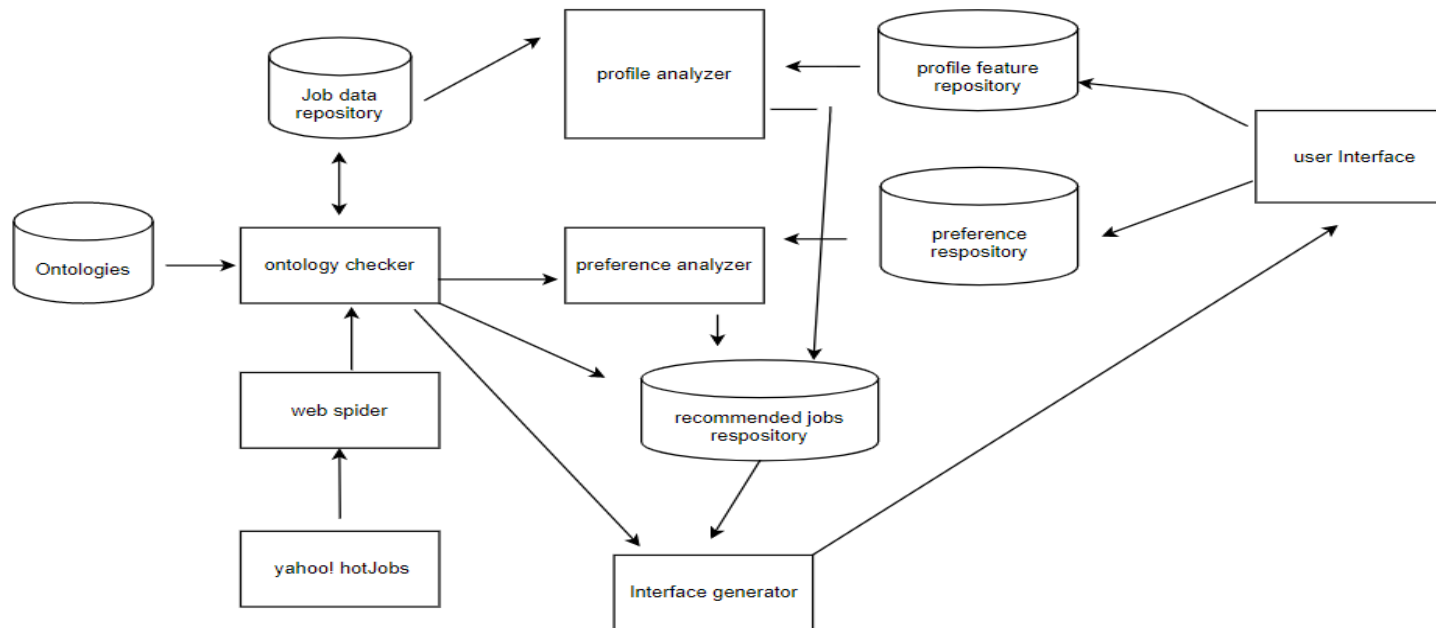 profile analyzer
profile feature
repository
Job data
repository
user Interface
preference
respository
Ontologies
ontology checker
preference analyzer
web spider
recommended jobs
respository
yahoo! hotJobs
Interface generator